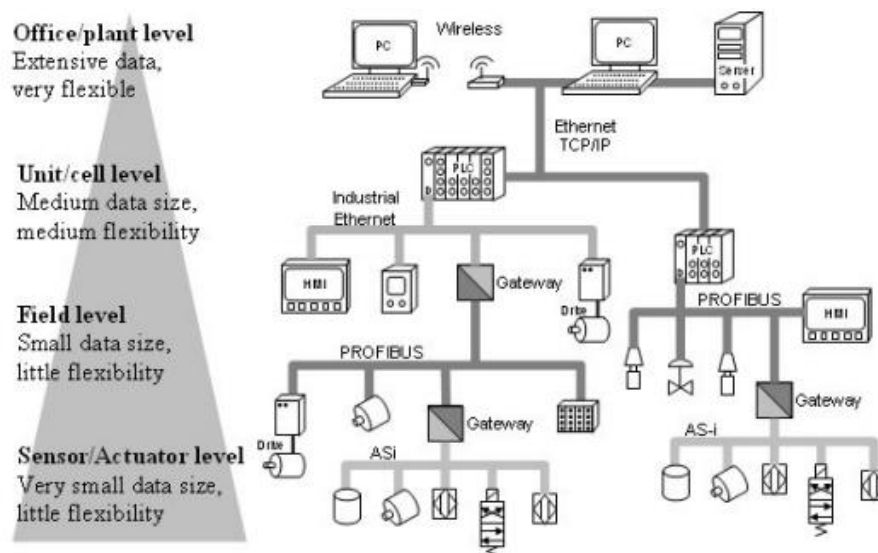 Office/plant level
Extensive data,
very flexible
Unit/cell level
Medium data size,
medium flexibility
Field level
Small data size,
little flexibility
Sensor/Actuator level
Very small data size,
little flexibility
PC
Wireless
PC
Server
Ethernet
TCP/IP
PLC
Industrial
Ethernet
PLC
HMI
Gateway
Drive
PROFIBUS
HMI
PROFIBUS
Gateway
Drive
Gateway
ASi
AS-i